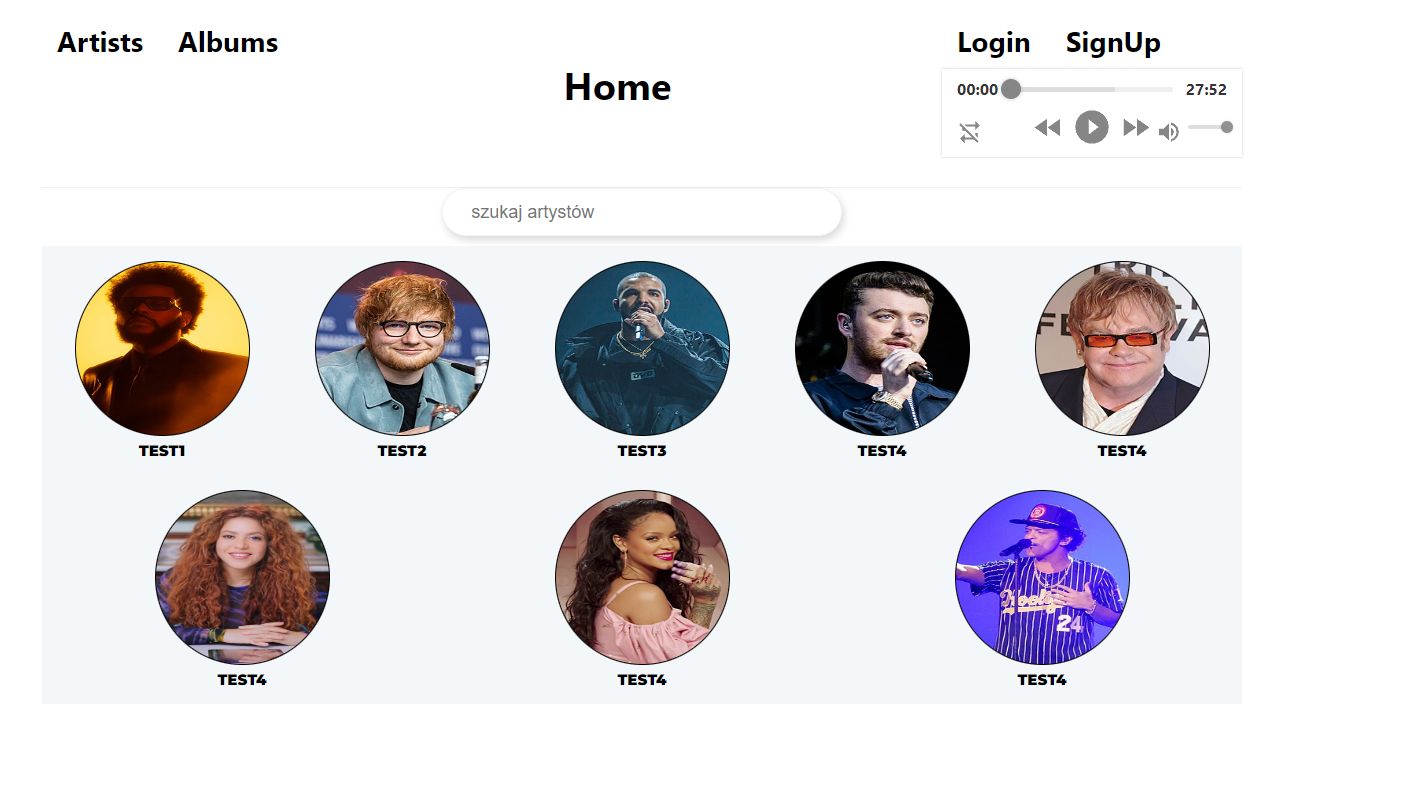 Artists Albums Login SignUp
Home
00:00 27:52
szukaj artystów
TEST1 TEST2 TEST3 TEST4 TEST4
TEST4 TEST4 TEST4
24